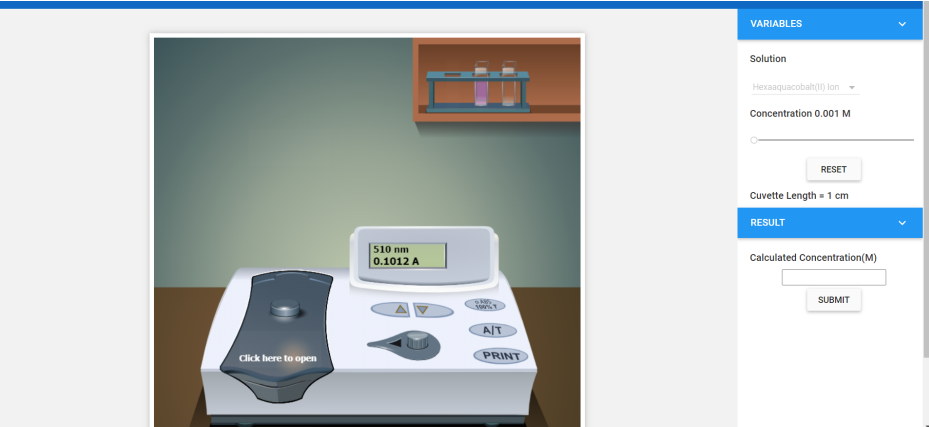 VARIABLES
Solution
Hexaaquacobalt(II) Ion
Concentration 0.001 M
RESET
Cuvette Length = 1 cm
RESULT
Calculated Concentration(M)
SUBMIT
510 nm
0.1012 A
0 ABS
100% T
A/T
PRINT
Click here to open